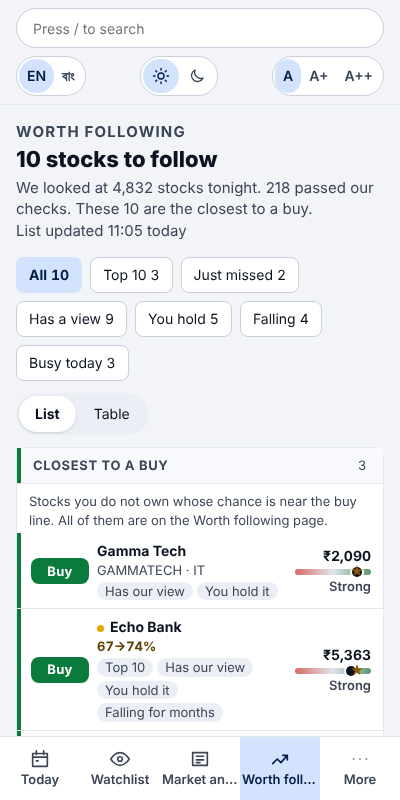 Press / to search
EN
বাং
A
A+
A++
WORTH FOLLOWING
10 stocks to follow
We looked at 4,832 stocks tonight. 218 passed our
checks. These 10 are the closest to a buy.
List updated 11:05 today
All 10
Top 10 3
Just missed 2
Has a view 9
You hold 5
Falling 4
Busy today 3
List
Table
CLOSEST TO A BUY
3
Stocks you do not own whose chance is near the buy
line. All of them are on the Worth following page.
Buy
Gamma Tech
GAMMATECH · IT
Has our view
You hold it
₹2,090
Strong
Buy
Echo Bank
67→74%
Top 10
Has our view
You hold it
Falling for months
₹5,363
Strong
Today
Watchlist
Market an...
Worth foll...
More